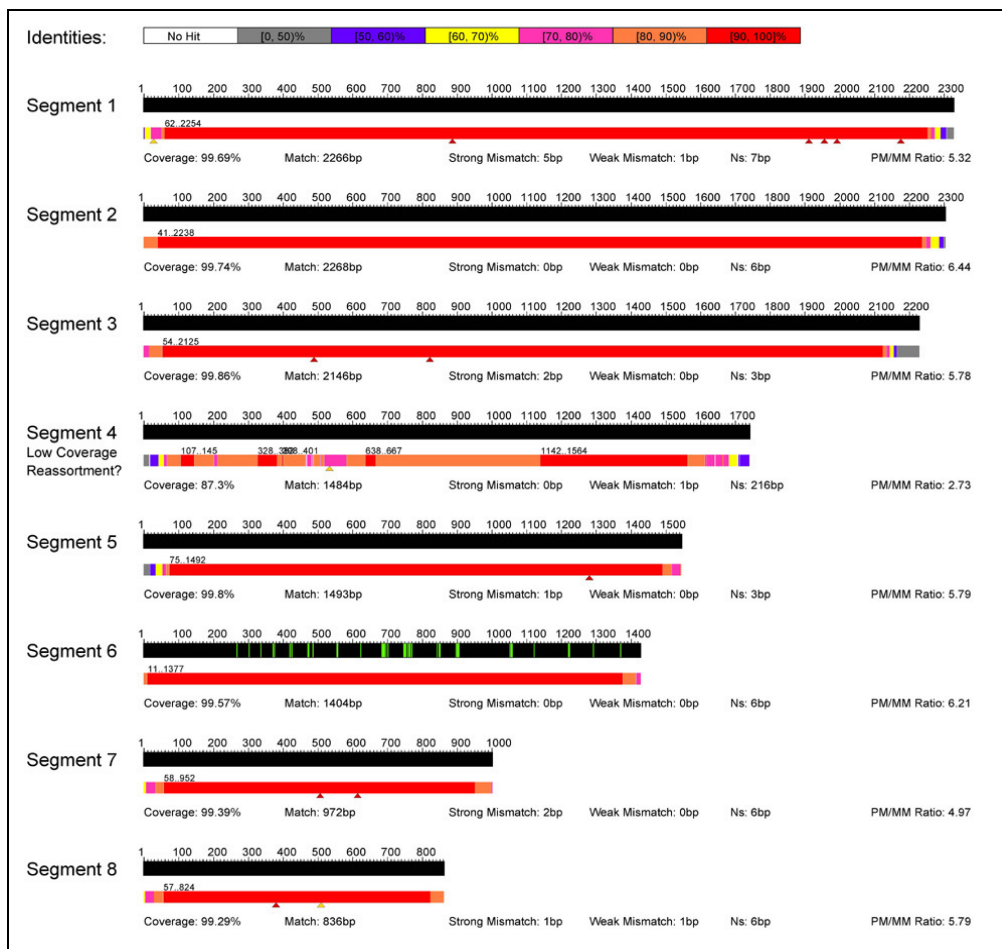 Identities: No Hit [0, 50)% [50, 60)% [60, 70)% [70, 80)% [80, 90)% [90, 100]%
1 100 200 300 400 500 600 700 800 900 1000 1100 1200 1300 1400 1500 1600 1700 1800 1900 2000 2100 2200 2300
Segment 1
62..2254
Coverage: 99.69% Match: 2266bp Strong Mismatch: 5bp Weak Mismatch: 1bp Ns: 7bp PM/MM Ratio: 5.32
1 100 200 300 400 500 600 700 800 900 1000 1100 1200 1300 1400 1500 1600 1700 1800 1900 2000 2100 2200 2300
Segment 2
41..2238
Coverage: 99.74% Match: 2268bp Strong Mismatch: 0bp Weak Mismatch: 0bp Ns: 6bp PM/MM Ratio: 6.44
1 100 200 300 400 500 600 700 800 900 1000 1100 1200 1300 1400 1500 1600 1700 1800 1900 2000 2100 2200
Segment 3
54..2125
Coverage: 99.86% Match: 2146bp Strong Mismatch: 2bp Weak Mismatch: 0bp Ns: 3bp PM/MM Ratio: 5.78
1 100 200 300 400 500 600 700 800 900 1000 1100 1200 1300 1400 1500 1600 1700
Segment 4
Low Coverage 107..145 401 638..667 1142..1564
Reassortment?
Coverage: 87.3% Match: 1484bp Strong Mismatch: 0bp Weak Mismatch: 1bp Ns: 216bp PM/MM Ratio: 2.73
1 100 200 300 400 500 600 700 800 900 1000 1100 1200 1300 1400 1500
Segment 5
75..1492
Coverage: 99.8% Match: 1493bp Strong Mismatch: 1bp Weak Mismatch: 0bp Ns: 3bp PM/MM Ratio: 5.79
1 100 200 300 400 500 600 700 800 900 1000 1100 1200 1300 1400
Segment 6
11..1377
Coverage: 99.57% Match: 1404bp Strong Mismatch: 0bp Weak Mismatch: 0bp Ns: 6bp PM/MM Ratio: 6.21
1 100 200 300 400 500 600 700 800 900 1000
Segment 7
58..952
Coverage: 99.39% Match: 972bp Strong Mismatch: 2bp Weak Mismatch: 0bp Ns: 6bp PM/MM Ratio: 4.97
1 100 200 300 400 500 600 700 800
Segment 8
57..824
Coverage: 99.29% Match: 836bp Strong Mismatch: 1bp Weak Mismatch: 1bp Ns: 6bp PM/MM Ratio: 5.79